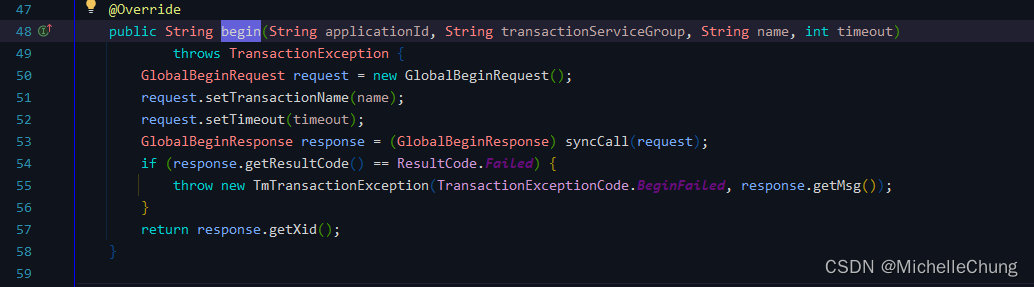 47 @Override
48 public String begin(String applicationId, String transactionServiceGroup, String name, int timeout)
49 throws TransactionException {
50 GlobalBeginRequest request = new GlobalBeginRequest();
51 request.setTransactionName(name);
52 request.setTimeout(timeout);
53 GlobalBeginResponse response = (GlobalBeginResponse) syncCall(request);
54 if (response.getResultCode() == ResultCode.Failed) {
55 throw new TmTransactionException(TransactionExceptionCode.BeginFailed, response.getMsg());
56 }
57 return response.getXid();
58 }
59
CSDN @MichelleChung